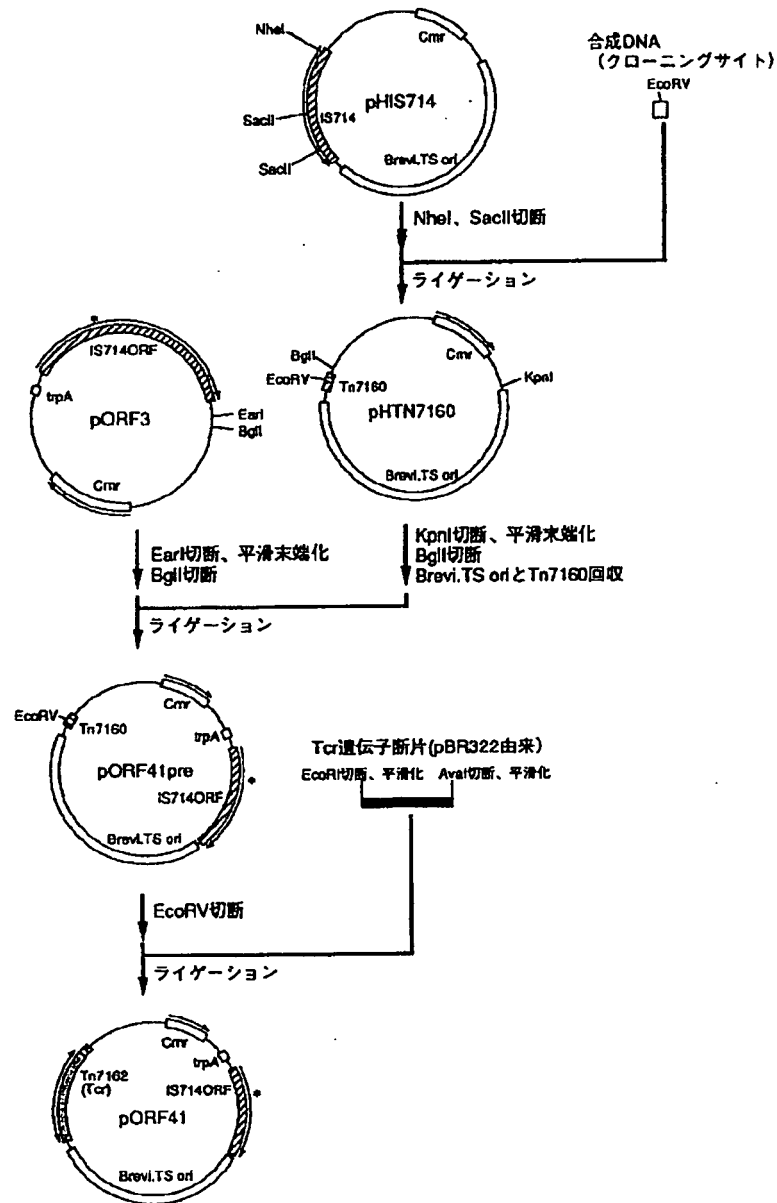 NheI
Cmr
pHIS714
SacII
IS714
SacII
Brevi.TS ori
合成DNA
(クローニングサイト)
EcoRV
NheI、SacII切断
ライゲーション
*
IS714ORF
trpA
pORF3
EarI
BglI
Cmr
Cmr
BglI
EcoRV
Tn7160
KpnI
pHTN7160
Brevi.TS ori
EarI切断、平滑末端化
BglI切断
KpnI切断、平滑末端化
BglI切断
Brevi.TS oriとTn7160回収
ライゲーション
Cmr
EcoRV
Tn7160
trpA
pORF41pre
IS714ORF
*
Brevi.TS ori
Tcr遺伝子断片(pBR322由来)
EcoRI切断、平滑化 AvaI切断、平滑化
EcoRV切断
ライゲーション
Cmr
trpA
Tn7162
(Tcr)
IS714ORF
*
pORF41
Brevi.TS ori